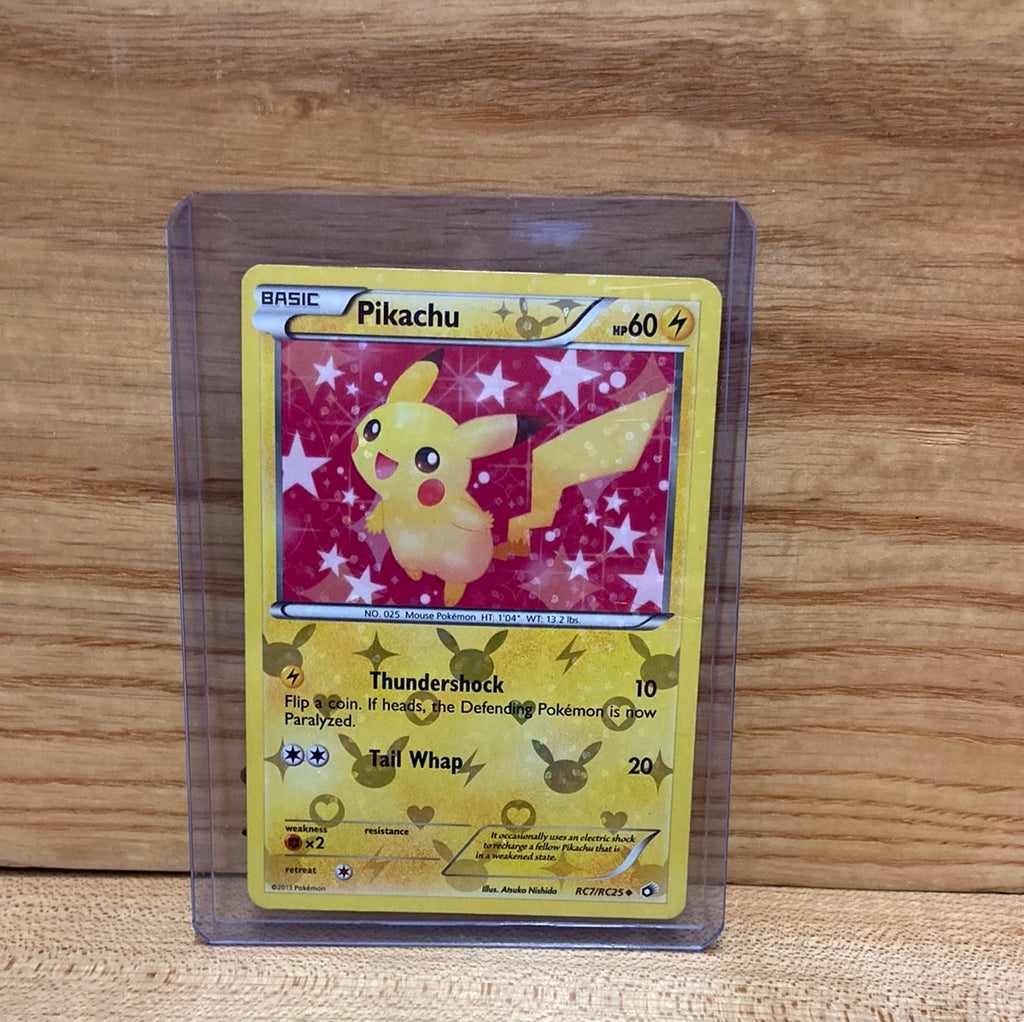 BASIC
Pikachu
HP60
NO. 025 Mouse Pokémon HT: 1'04" WT: 13.2 lbs.
Thundershock 10
Flip a coin. If heads, the Defending Pokémon is now
Paralyzed.
Tail Whap 20
weakness
resistance
x2
It occasionally uses an electric shock
to recharge a fellow Pikachu that is
in a weakened state.
retreat
©2013 Pokémon
Illus. Atsuko Nishida
RC7/RC25